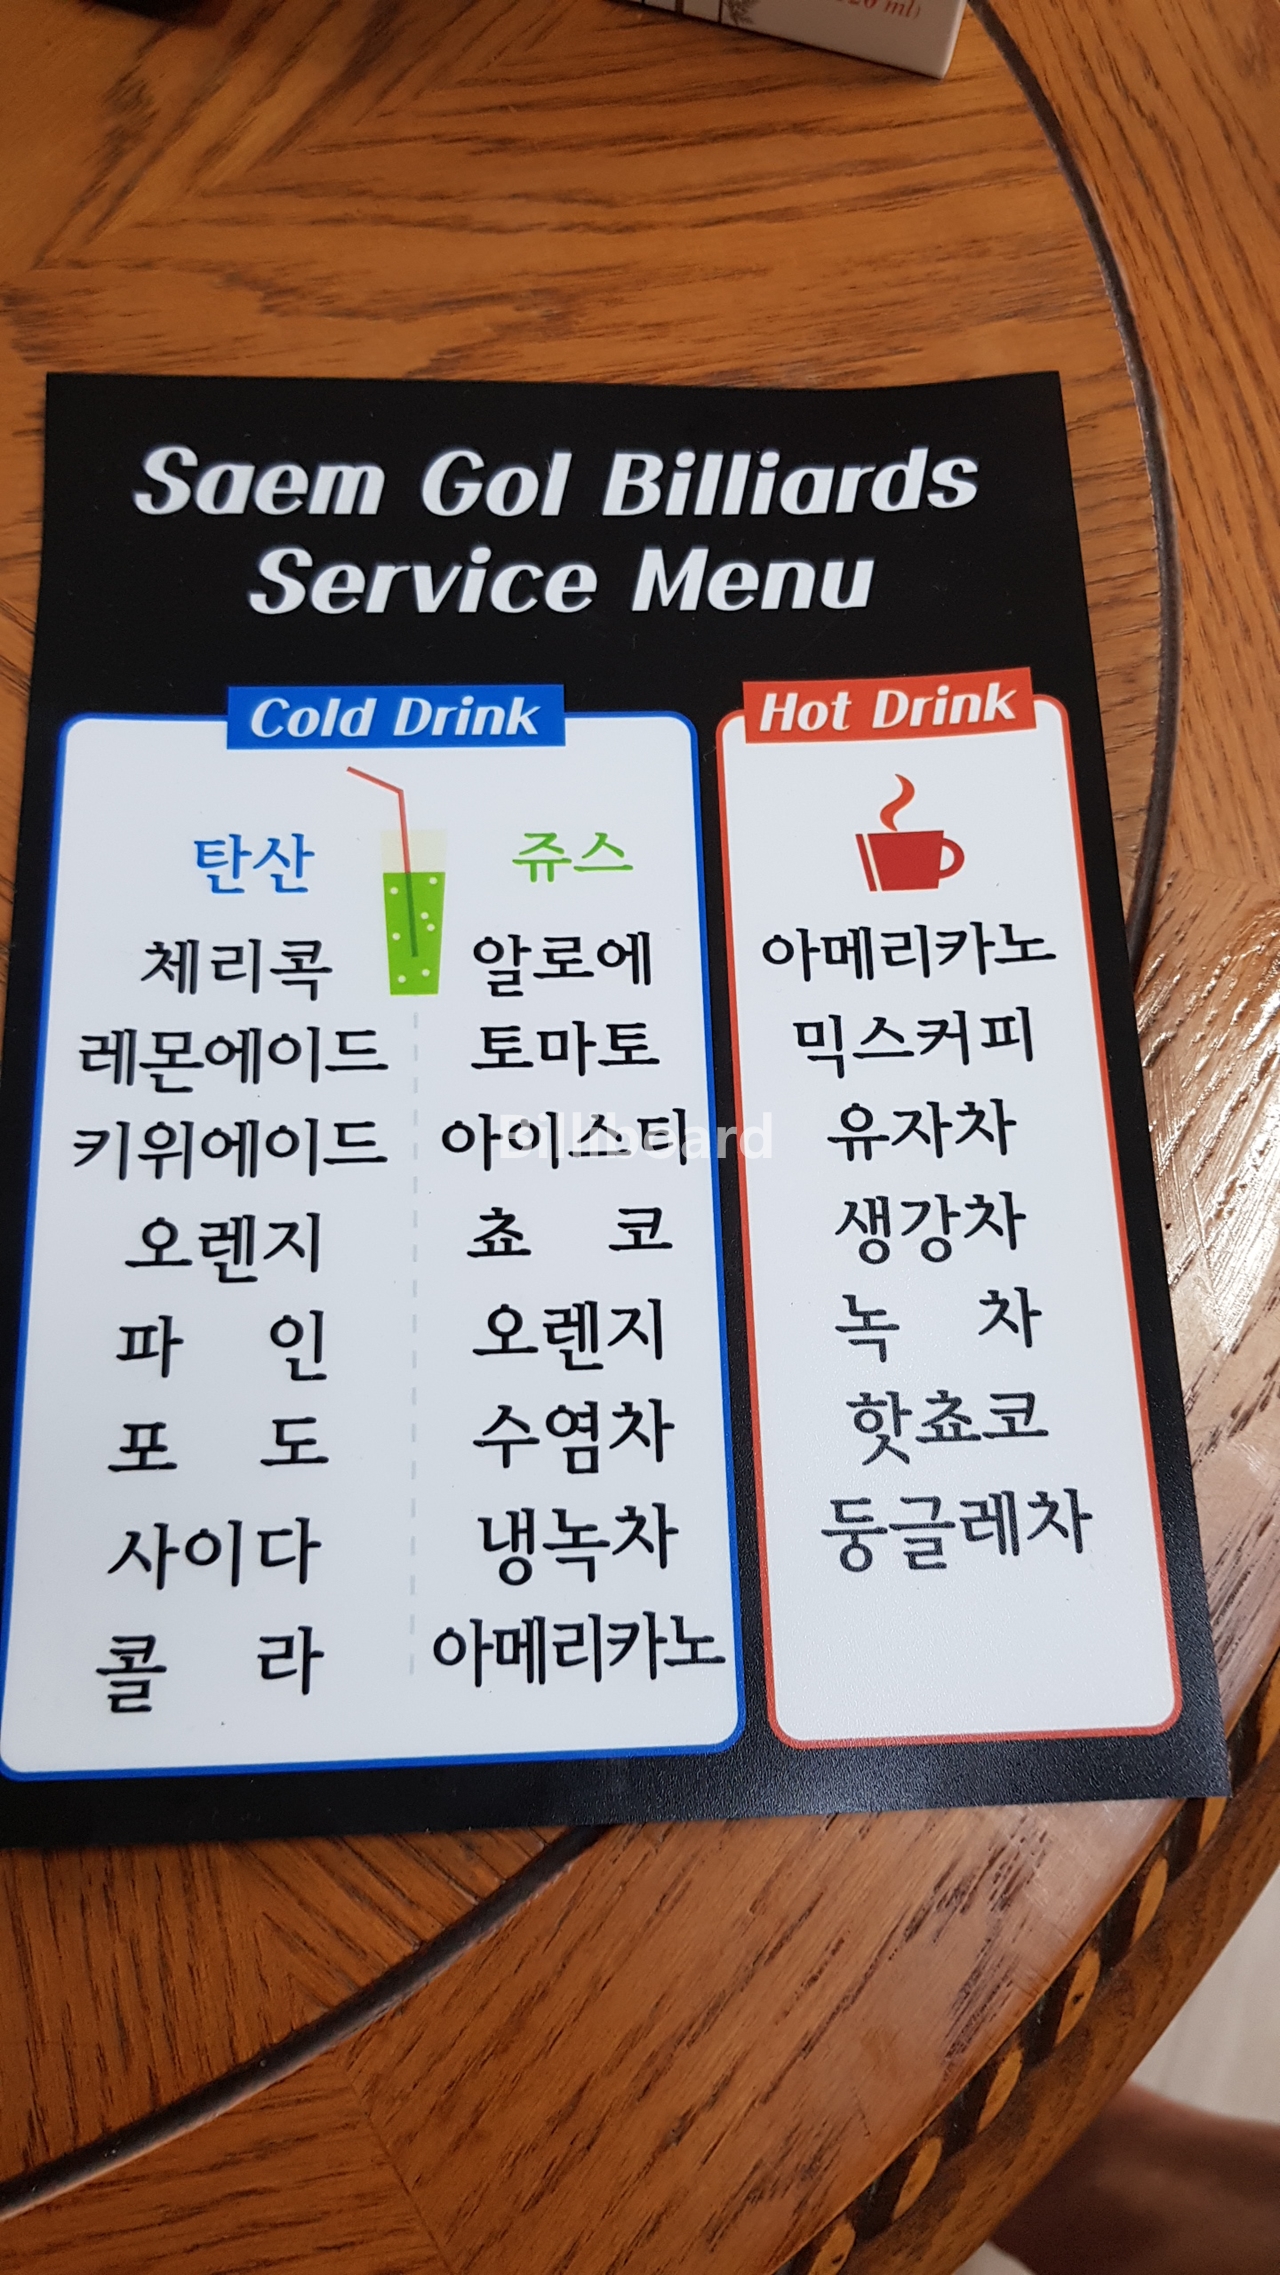 20 ml)
Saem Gol Billiards
Service Menu
Cold Drink
탄산
체리콕
레몬에이드
키위에이드
오렌지
파 인
포 도
사이다
콜 라
쥬스
알로에
토마토
아이스티
쵸 코
오렌지
수염차
냉녹차
아메리카노
Hot Drink
아메리카노
믹스커피
유자차
생강차
녹 차
핫쵸코
둥글레차
Billiboard